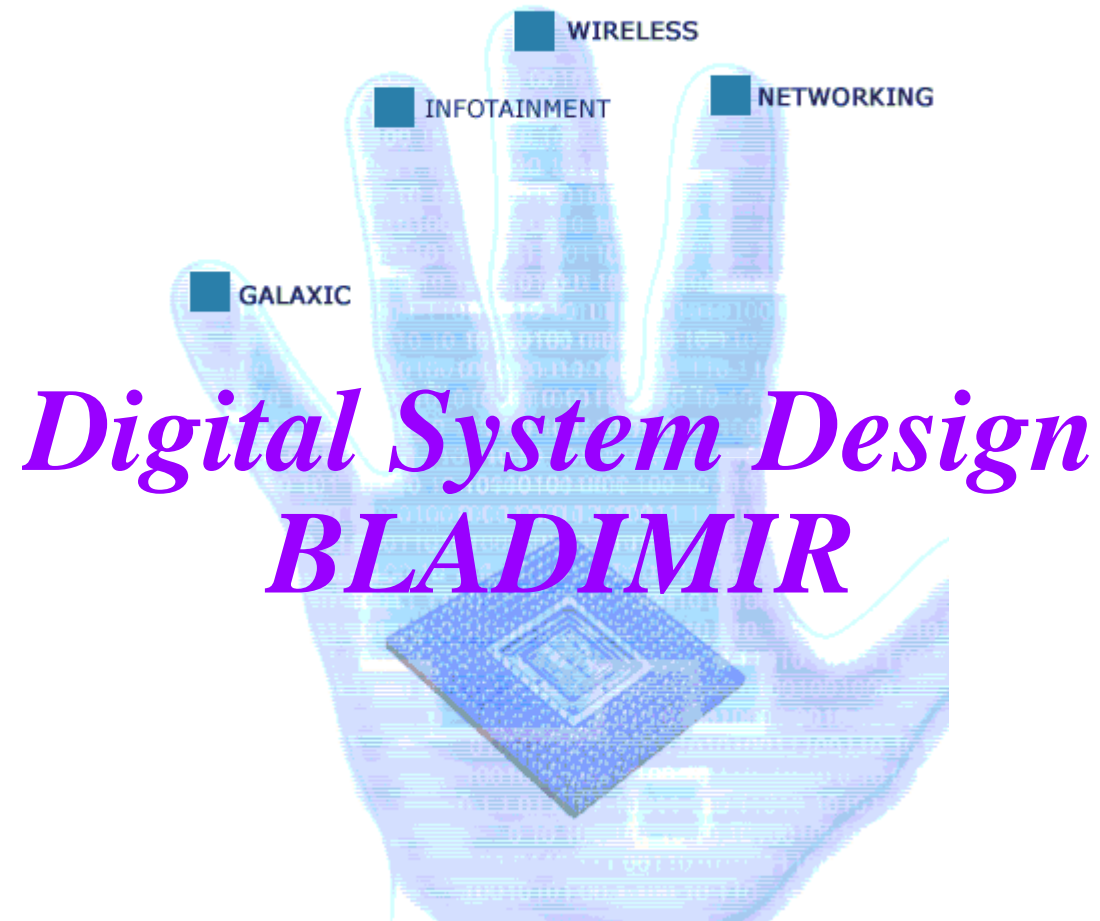 WIRELESS
INFOTAINMENT
NETWORKING
GALAXIC
Digital System Design
BLADIMIR